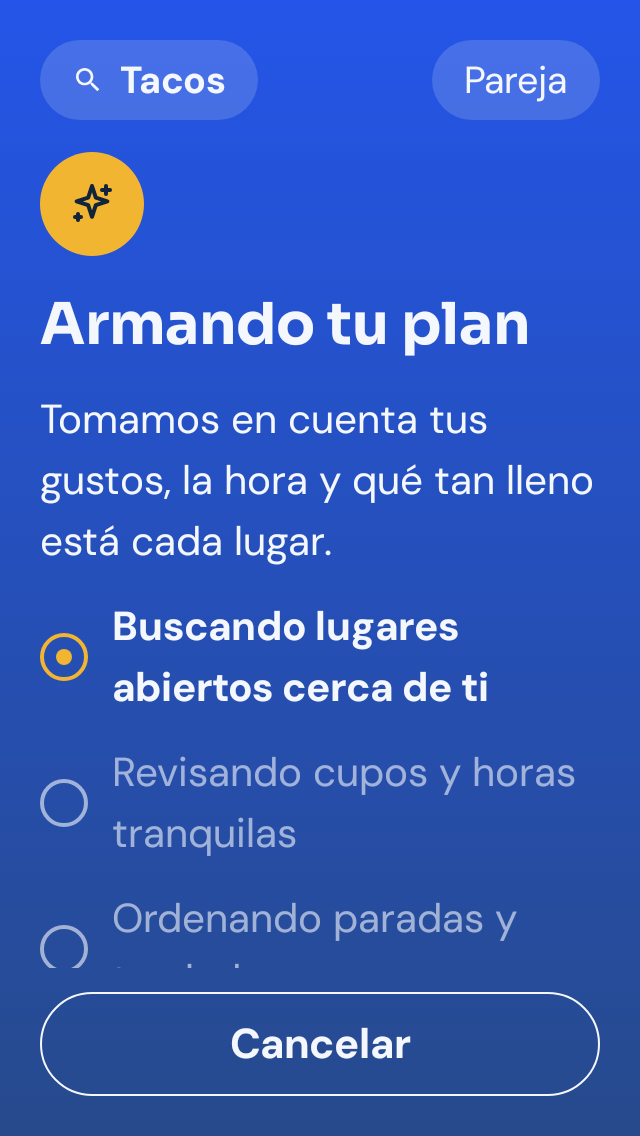 Tacos
Pareja
Armando tu plan
Tomamos en cuenta tus
gustos, la hora y qué tan lleno
está cada lugar.
Buscando lugares
abiertos cerca de ti
Revisando cupos y horas
tranquilas
Ordenando paradas y
Cancelar